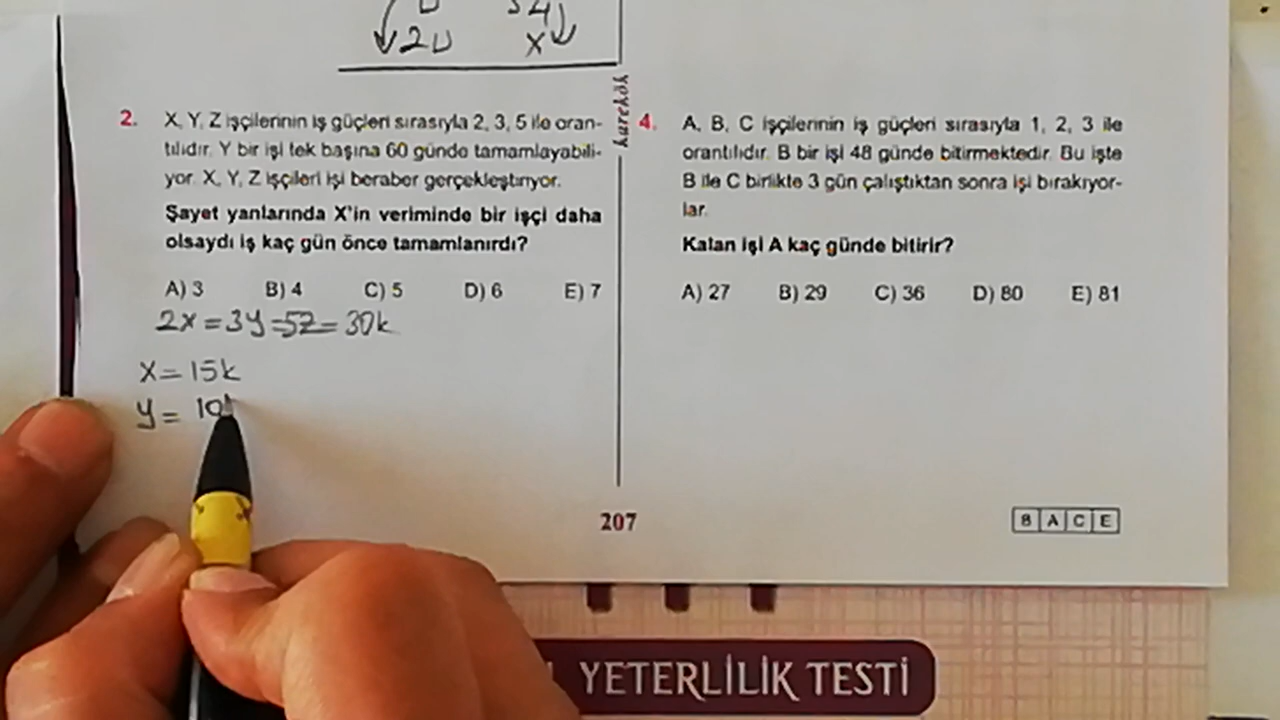 20 x
kareköy
2. X, Y, Z işçilerinin iş güçleri sırasıyla 2, 3, 5 ile oran-
tılıdır. Y bir işi tek başına 60 günde tamamlayabili-
yor. X, Y, Z işçileri işi beraber gerçekleştiriyor.
Şayet yanlarında X'in veriminde bir işçi daha
olsaydı iş kaç gün önce tamamlanırdı?
A) 3 B) 4 C) 5 D) 6 E) 7
2x = 3y = 5z = 30k
x = 15k
y = 10k
4. A, B, C işçilerinin iş güçleri sırasıyla 1, 2, 3 ile
orantılıdır. B bir işi 48 günde bitirmektedir. Bu işte
B ile C birlikte 3 gün çalıştıktan sonra işi bırakıyor-
lar.
Kalan işi A kaç günde bitirir?
A) 27 B) 29 C) 36 D) 80 E) 81
207
B A C E
YETERLİLİK TESTİ